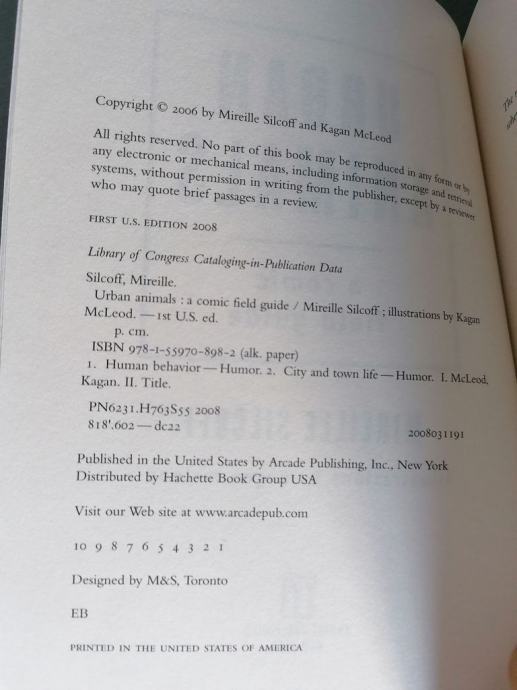 Copyright © 2006 by Mireille Silcoff and Kagan McLeod
All rights reserved. No part of this book may be reproduced in any form or by
any electronic or mechanical means, including information storage and retrieval
systems, without permission in writing from the publisher, except by a reviewer
who may quote brief passages in a review.
FIRST U.S. EDITION 2008
Library of Congress Cataloging-in-Publication Data
Silcoff, Mireille.
Urban animals : a comic field guide / Mireille Silcoff ; illustrations by Kagan
McLeod. — 1st U.S. ed.
p. cm.
ISBN 978-1-55970-898-2 (alk. paper)
1. Human behavior — Humor. 2. City and town life — Humor. I. McLeod,
Kagan. II. Title.
PN6231.H763S55 2008
818'.602 — dc22
2008031191
Published in the United States by Arcade Publishing, Inc., New York
Distributed by Hachette Book Group USA
Visit our Web site at www.arcadepub.com
10 9 8 7 6 5 4 3 2 1
Designed by M&S, Toronto
EB
PRINTED IN THE UNITED STATES OF AMERICA